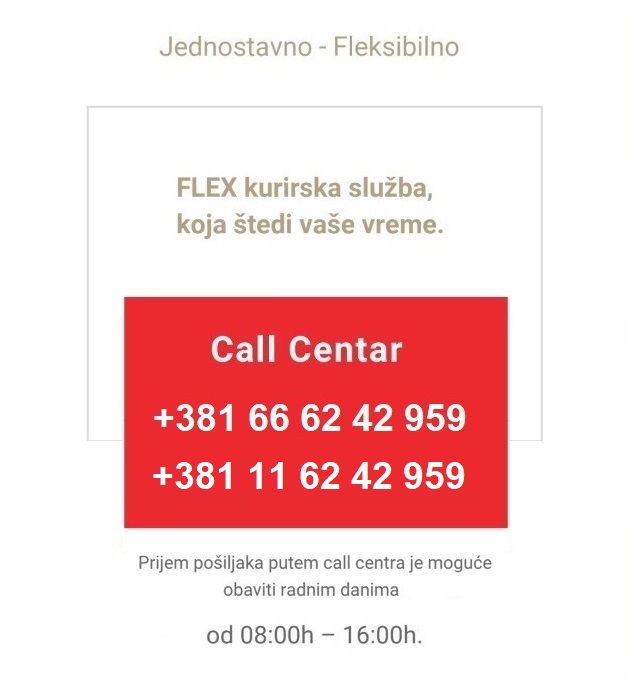 Jednostavno - Fleksibilno
FLEX kurirska služba,
koja štedi vaše vreme.
Call Centar
+381 66 62 42 959
+381 11 62 42 959
Prijem pošiljaka putem call centra je moguće
obaviti radnim danima
od 08:00h – 16:00h.